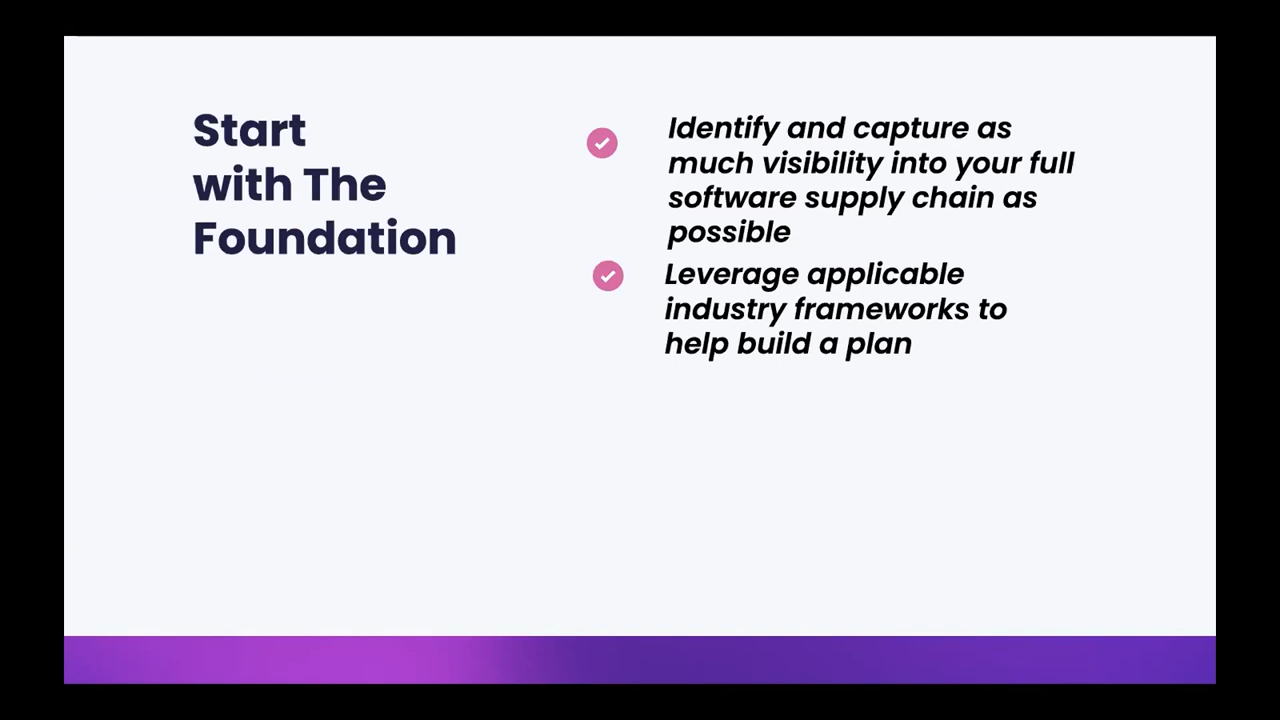 Start
with The
Foundation
Identify and capture as
much visibility into your full
software supply chain as
possible
Leverage applicable
industry frameworks to
help build a plan